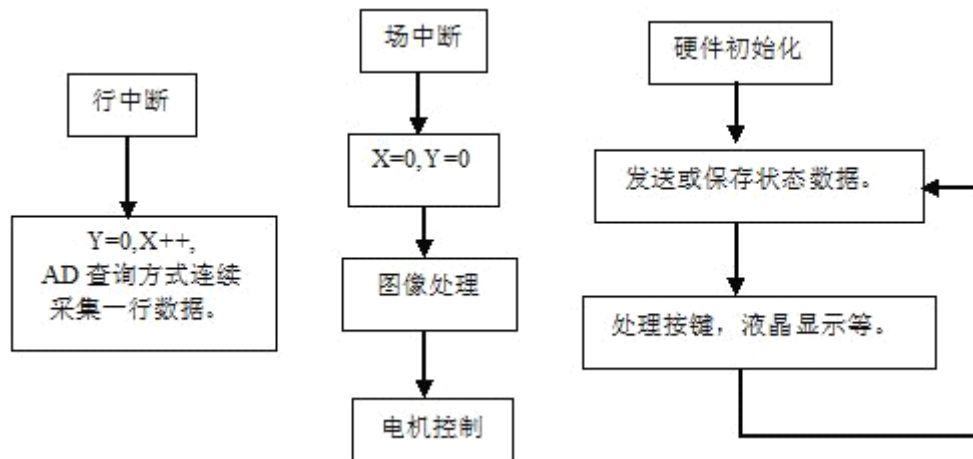 行中断
Y=0,X++,
AD 查询方式连续
采集一行数据。
场中断
X=0,Y=0
图像处理
电机控制
硬件初始化
发送或保存状态数据。
处理按键，液晶显示等。